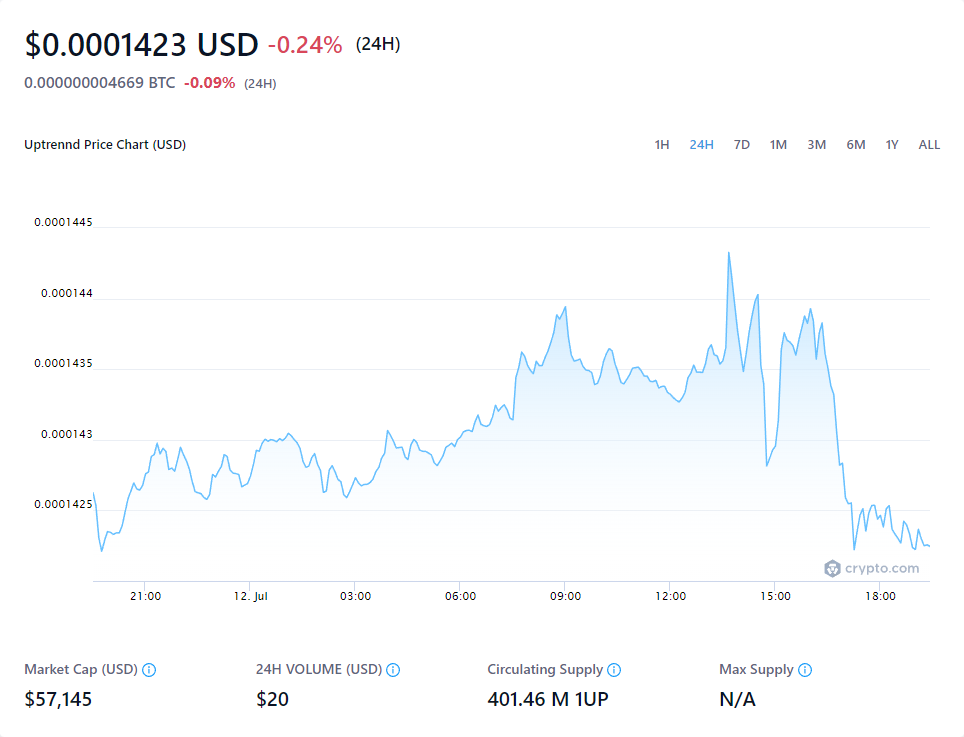 $0.0001423 USD -0.24% (24H)
0.000000004669 BTC -0.09% (24H)
Uptrennd Price Chart (USD) 1H 24H 7D 1M 3M 6M 1Y ALL
0.0001445
0.000144
0.0001435
0.000143
0.0001425
crypto.com
21:00 12. Jul 03:00 06:00 09:00 12:00 15:00 18:00
Market Cap (USD) 24H VOLUME (USD) Circulating Supply Max Supply
$57,145 $20 401.46 M 1UP N/A